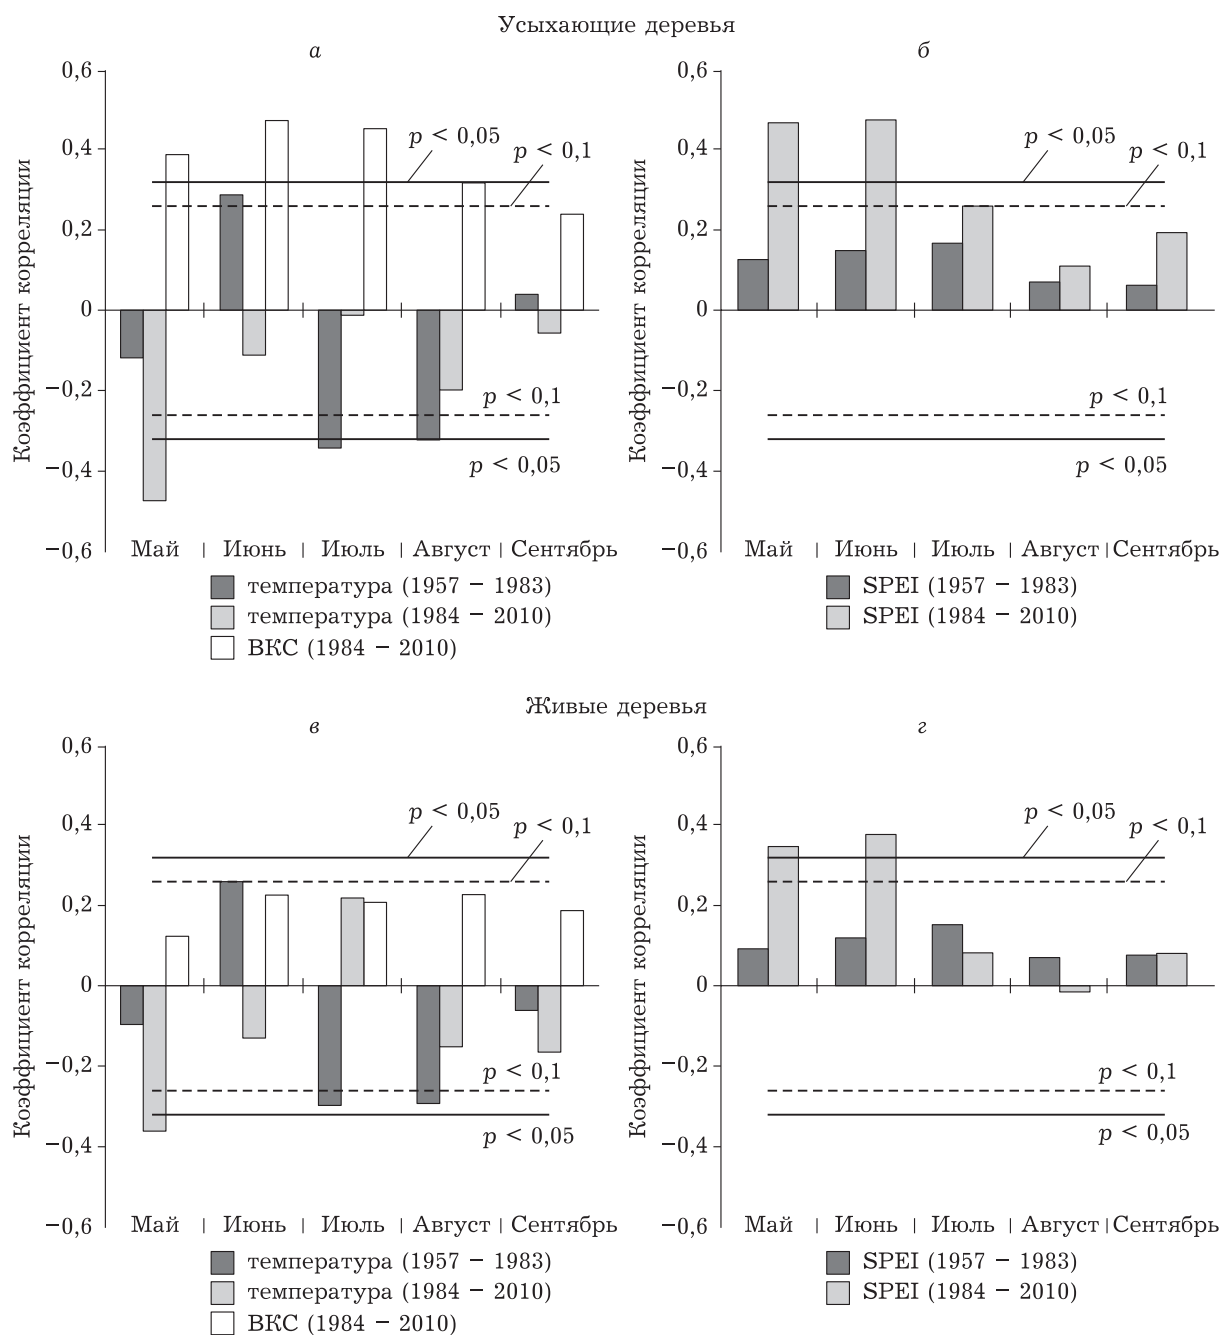 Усыхающие деревья
а
0,6
0,4
0,2
0
−0,2
−0,4
−0,6
Коэффициент корреляции
p < 0,05
p < 0,1
p < 0,1
p < 0,05
Май | Июнь | Июль | Август | Сентябрь
температура (1957 − 1983)
температура (1984 − 2010)
ВКС (1984 − 2010)
б
0,6
0,4
0,2
0
−0,2
−0,4
−0,6
Коэффициент корреляции
p < 0,05
p < 0,1
p < 0,1
p < 0,05
Май | Июнь | Июль | Август | Сентябрь
SPEI (1957 − 1983)
SPEI (1984 − 2010)
Живые деревья
в
0,6
0,4
0,2
0
−0,2
−0,4
−0,6
Коэффициент корреляции
p < 0,05
p < 0,1
p < 0,1
p < 0,05
Май | Июнь | Июль | Август | Сентябрь
температура (1957 − 1983)
температура (1984 − 2010)
ВКС (1984 − 2010)
г
0,6
0,4
0,2
0
−0,2
−0,4
−0,6
Коэффициент корреляции
p < 0,05
p < 0,1
p < 0,1
p < 0,05
Май | Июнь | Июль | Август | Сентябрь
SPEI (1957 − 1983)
SPEI (1984 − 2010)